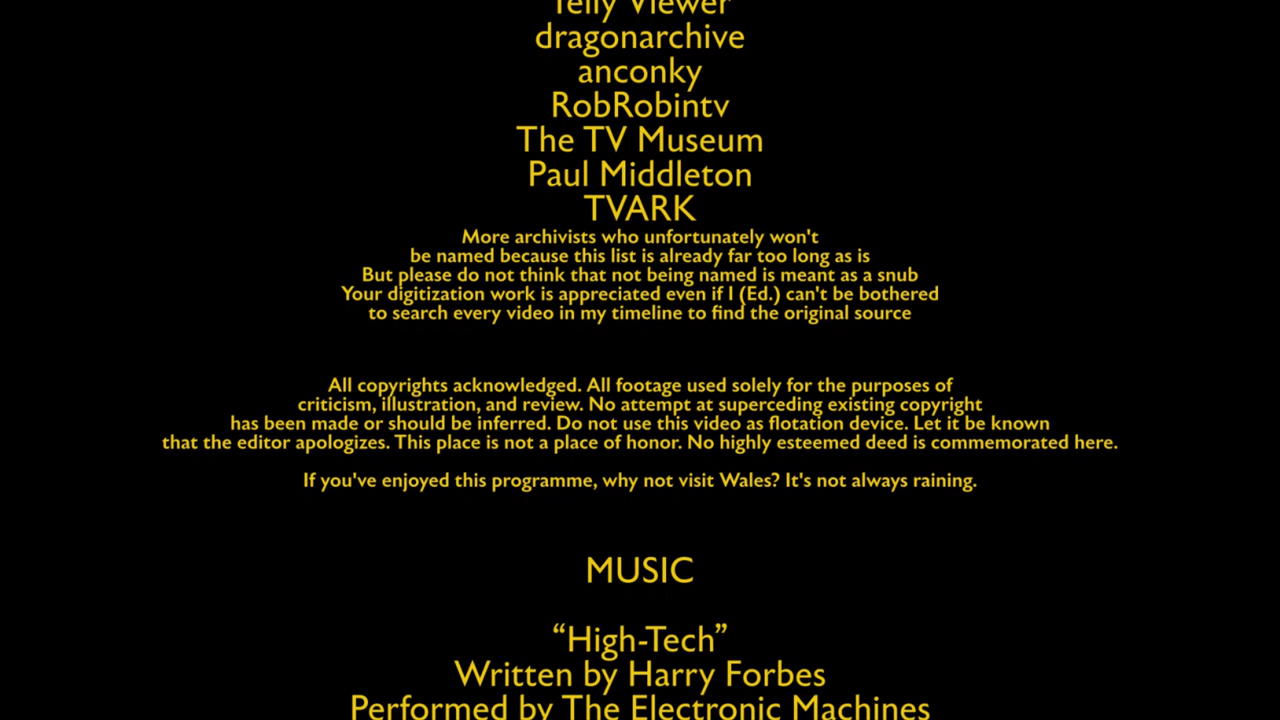 Telly Viewer
dragonarchive
anconky
RobRobintv
The TV Museum
Paul Middleton
TVARK
More archivists who unfortunately won't
be named because this list is already far too long as is
But please do not think that not being named is meant as a snub
Your digitization work is appreciated even if I (Ed.) can't be bothered
to search every video in my timeline to find the original source
All copyrights acknowledged. All footage used solely for the purposes of
criticism, illustration, and review. No attempt at superceding existing copyright
has been made or should be inferred. Do not use this video as flotation device. Let it be known
that the editor apologizes. This place is not a place of honor. No highly esteemed deed is commemorated here.
If you've enjoyed this programme, why not visit Wales? It's not always raining.
MUSIC
“High-Tech”
Written by Harry Forbes
Performed by The Electronic Machines